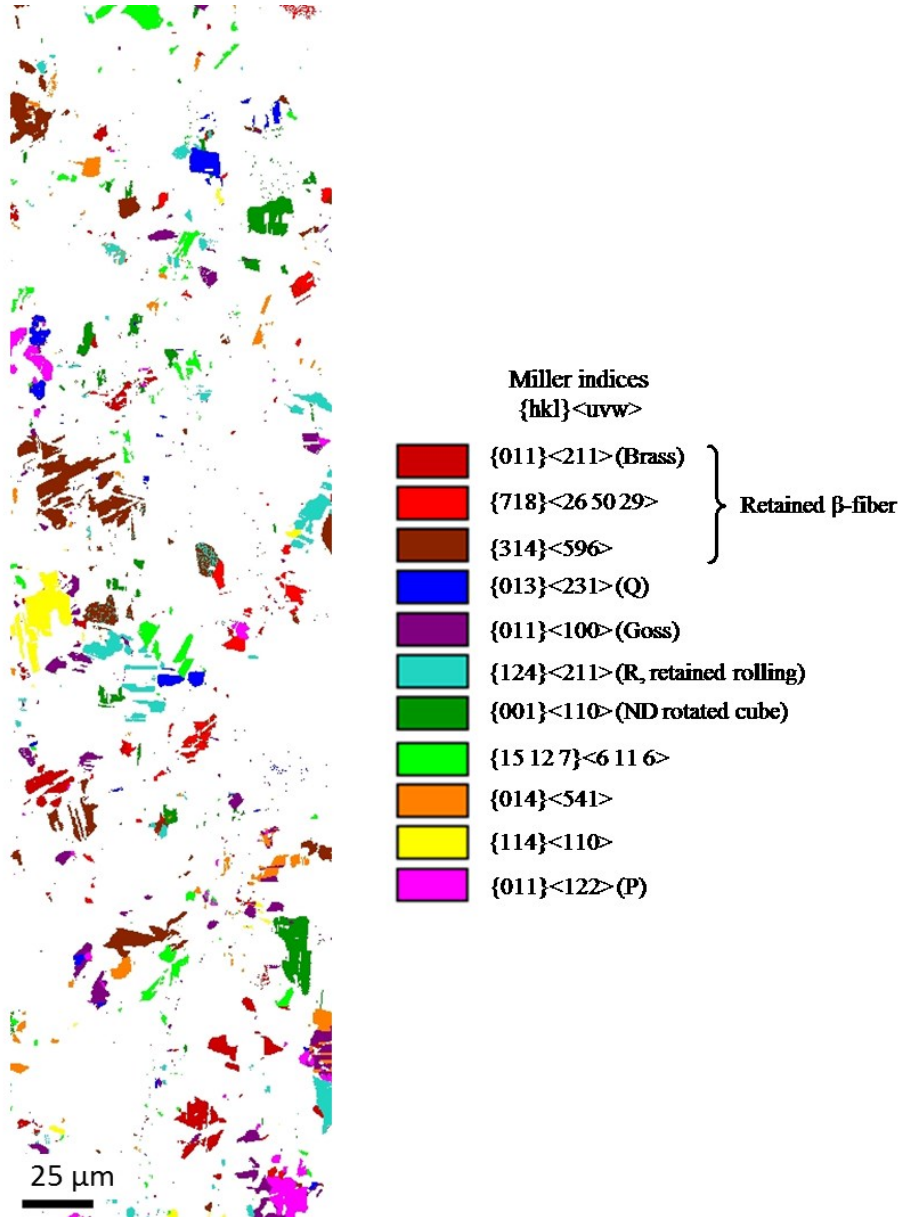 Miller indices
{hkl}<uvw>
{011}<211> (Brass)
{718}<26 50 29>
Retained β-fiber
{314}<596>
{013}<231> (Q)
{011}<100> (Goss)
{124}<211> (R, retained rolling)
{001}<110> (ND rotated cube)
{15 12 7}<6 11 6>
{014}<541>
{114}<110>
{011}<122> (P)
25 µm